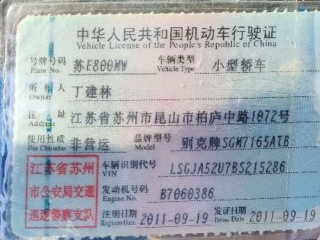 中华人民共和国机动车行驶证
Vehicle License of the People's Republic of China
号牌号码 苏E800MW 车辆类型 小型轿车
Plate No. Vehicle Type
所有人 丁建林
Owner
住址 江苏省苏州市昆山市柏庐中路1072号
Address
使用性质 非营运 品牌型号 别克牌SGM7165ATB
Model
江苏省苏州 车辆识别代号 LSGJA52U7BS215286
VIN
市公安局交通 发动机号码 B7060386
Engine No.
巡逻警察支队 注册日期 2011-09-19 发证日期 2011-09-19
Register Date Issue Date